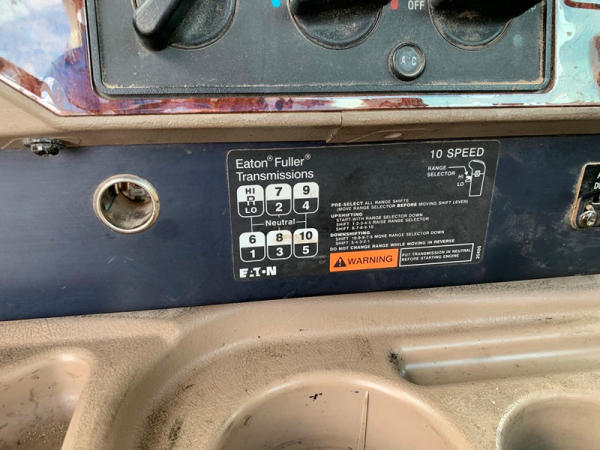 OFF
A/C
Eaton® Fuller®
Transmissions
10 SPEED
RANGE
SELECTOR
HI
LO
HI
R
LO
7
2
9
4
Neutral
6
1
8
3
10
5
PRE-SELECT ALL RANGE SHIFTS
(MOVE RANGE SELECTOR BEFORE MOVING SHIFT LEVER)
UPSHIFTING
START WITH RANGE SELECTOR DOWN
SHIFT 1-2-3-4-5 RAISE RANGE SELECTOR
SHIFT 6-7-8-9-10
DOWNSHIFTING
SHIFT 10-9-8-7-6 MOVE RANGE SELECTOR DOWN
SHIFT 5-4-3-2-1
DO NOT CHANGE RANGE WHILE MOVING IN REVERSE
WARNING
PUT TRANSMISSION IN NEUTRAL
BEFORE STARTING ENGINE
EATON